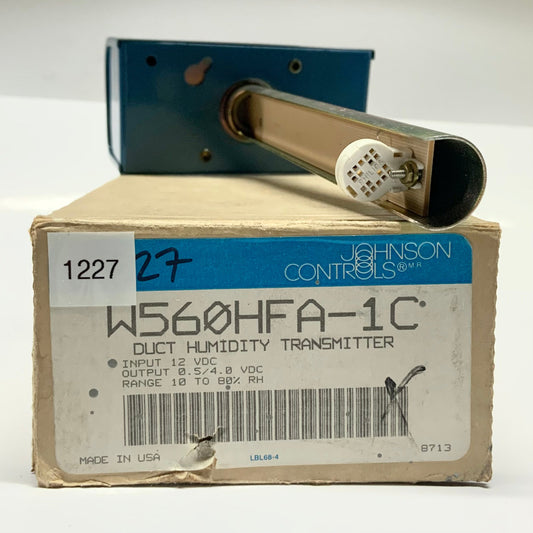 1227
27
JOHNSON
CONTROLS® M.R.
W560HFA-1C
DUCT HUMIDITY TRANSMITTER
INPUT 12 VDC
OUTPUT 0.5/4.0 VDC
RANGE 10 TO 80% RH
8713
MADE IN USA
LBL68-4